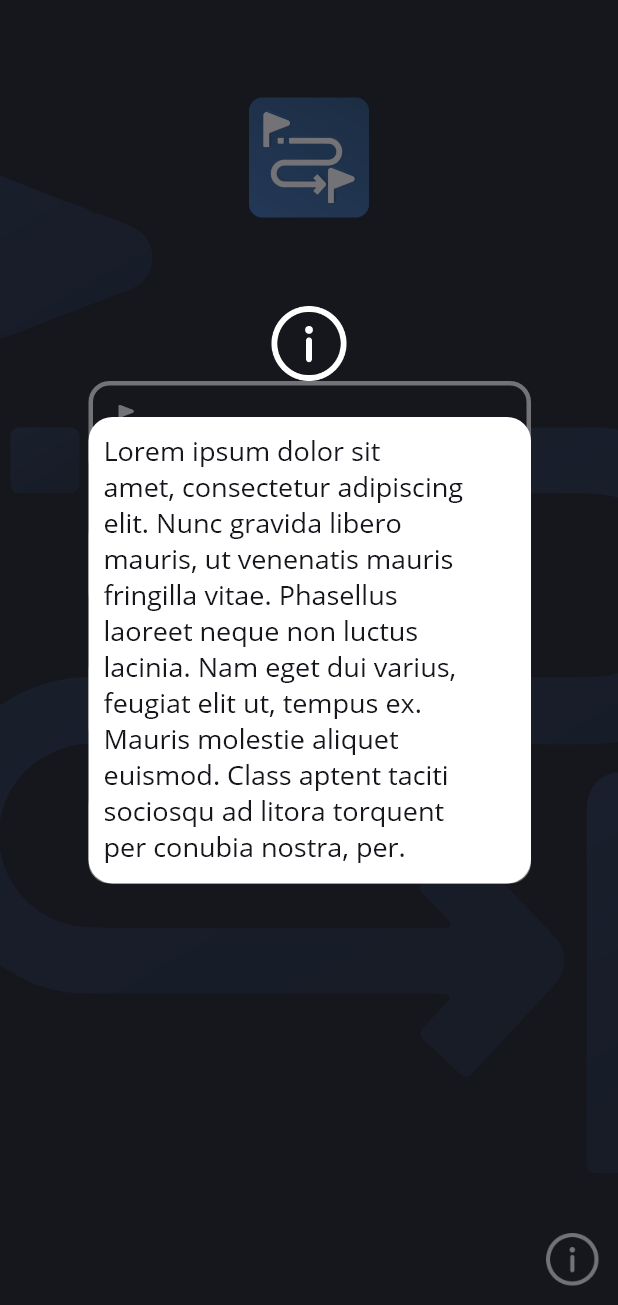 Lorem ipsum dolor sit
amet, consectetur adipiscing
elit. Nunc gravida libero
mauris, ut venenatis mauris
fringilla vitae. Phasellus
laoreet neque non luctus
lacinia. Nam eget dui varius,
feugiat elit ut, tempus ex.
Mauris molestie aliquet
euismod. Class aptent taciti
sociosqu ad litora torquent
per conubia nostra, per.